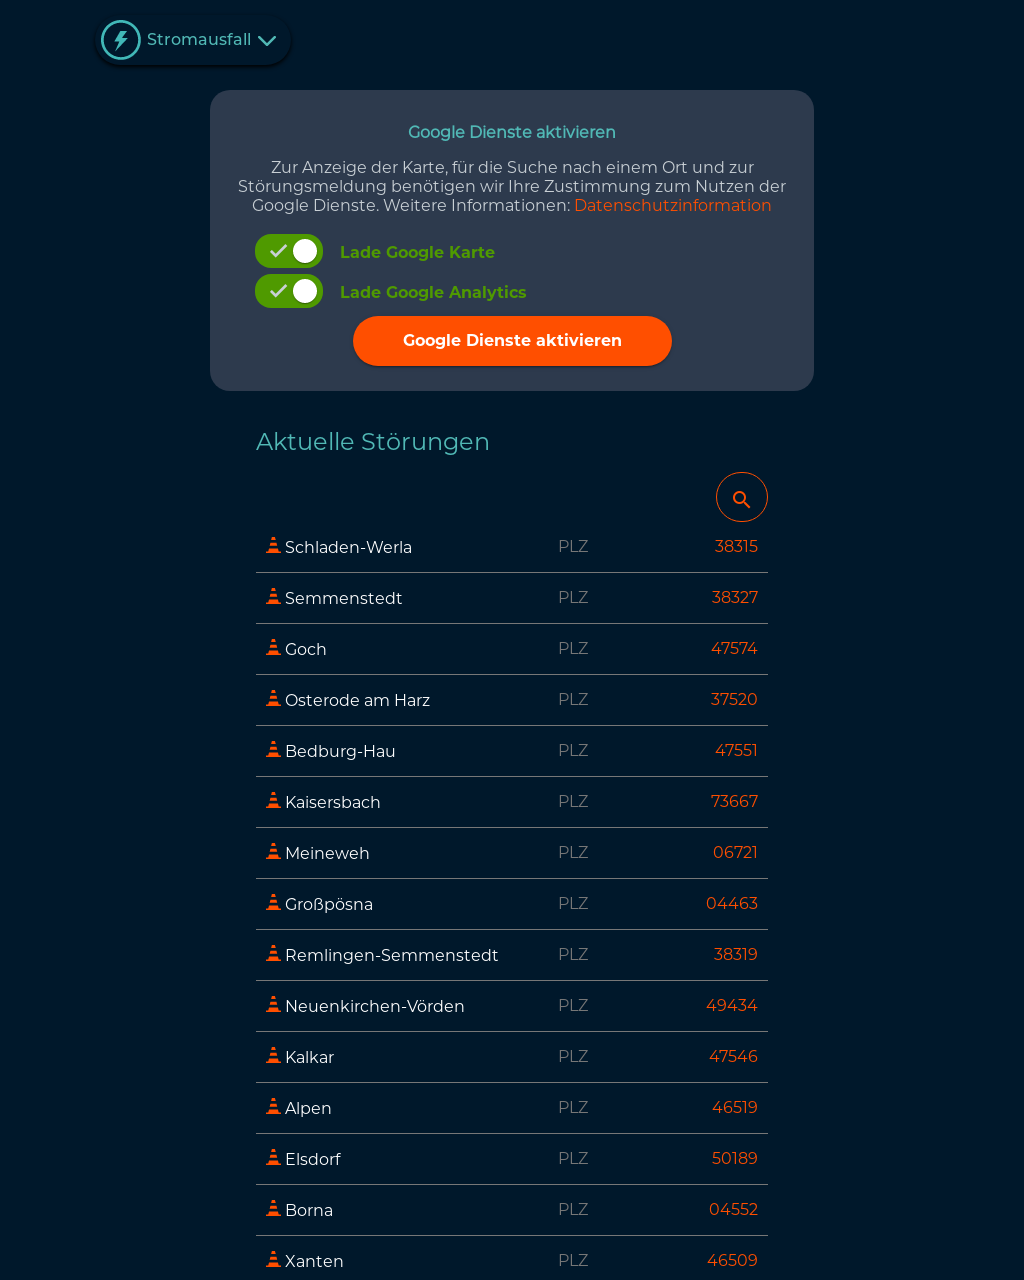 Stromausfall
Google Dienste aktivieren
Zur Anzeige der Karte, für die Suche nach einem Ort und zur
Störungsmeldung benötigen wir Ihre Zustimmung zum Nutzen der
Google Dienste. Weitere Informationen: Datenschutzinformation
Lade Google Karte
Lade Google Analytics
Google Dienste aktivieren
Aktuelle Störungen
Schladen-Werla PLZ 38315
Semmenstedt PLZ 38327
Goch PLZ 47574
Osterode am Harz PLZ 37520
Bedburg-Hau PLZ 47551
Kaisersbach PLZ 73667
Meineweh PLZ 06721
Großpösna PLZ 04463
Remlingen-Semmenstedt PLZ 38319
Neuenkirchen-Vörden PLZ 49434
Kalkar PLZ 47546
Alpen PLZ 46519
Elsdorf PLZ 50189
Borna PLZ 04552
Xanten PLZ 46509